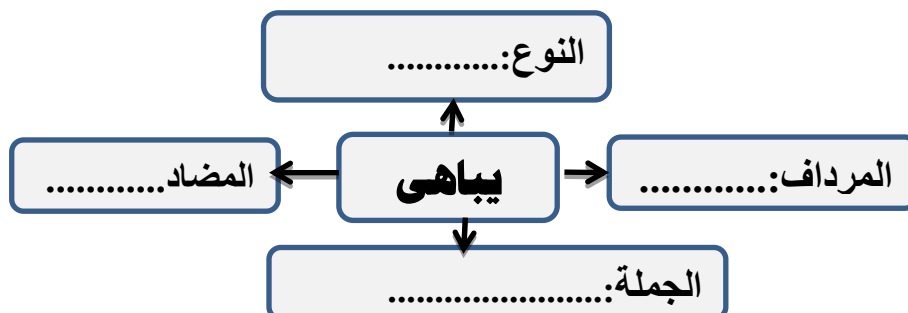 النوع:............
المرداف:.............
يباهى
المضاد............
الجملة:.......................